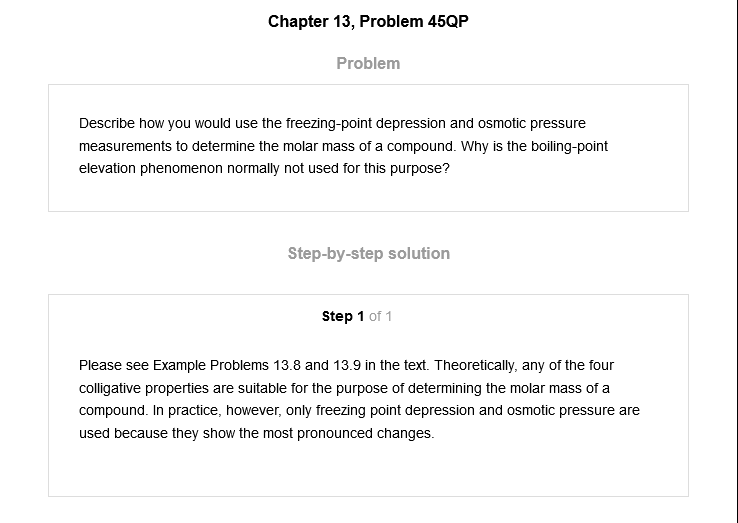 Chapter 13, Problem 45QP
Problem
Describe how you would use the freezing-point depression and osmotic pressure
measurements to determine the molar mass of a compound. Why is the boiling-point
elevation phenomenon normally not used for this purpose?
Step-by-step solution
Step 1 of 1
Please see Example Problems 13.8 and 13.9 in the text. Theoretically, any of the four
colligative properties are suitable for the purpose of determining the molar mass of a
compound. In practice, however, only freezing point depression and osmotic pressure are
used because they show the most pronounced changes.